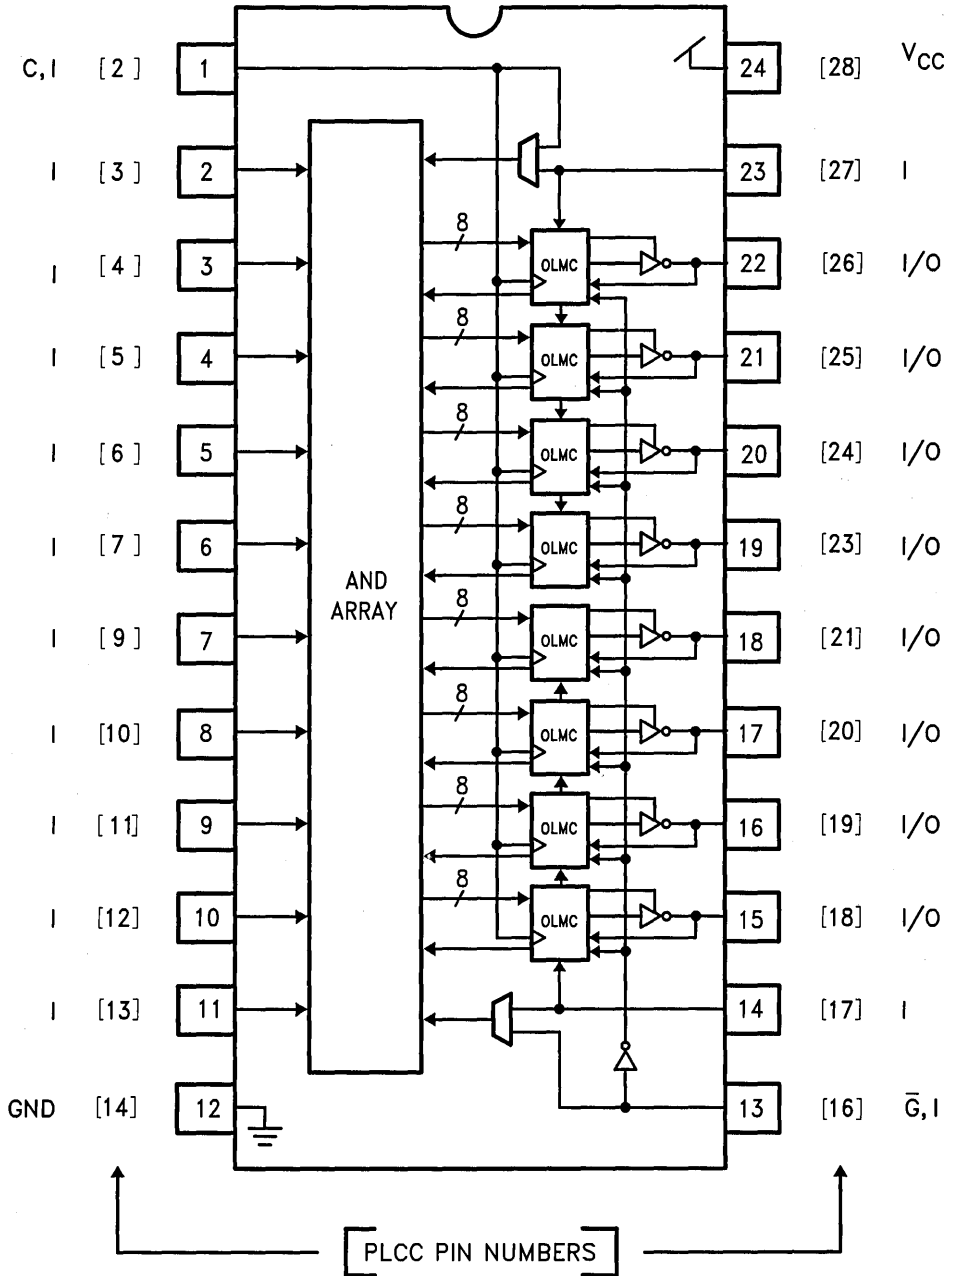 C,I [2] 1 24 [28] VCC
I [3] 2 23 [27] I
8
I [4] 3 OLMC 22 [26] I/O
8
I [5] 4 OLMC 21 [25] I/O
8
I [6] 5 OLMC 20 [24] I/O
8
I [7] 6 OLMC 19 [23] I/O
AND
ARRAY
8
I [9] 7 OLMC 18 [21] I/O
8
I [10] 8 OLMC 17 [20] I/O
8
I [11] 9 OLMC 16 [19] I/O
8
I [12] 10 OLMC 15 [18] I/O
I [13] 11 14 [17] I
GND [14] 12 13 [16] G̅,I
[PLCC PIN NUMBERS]